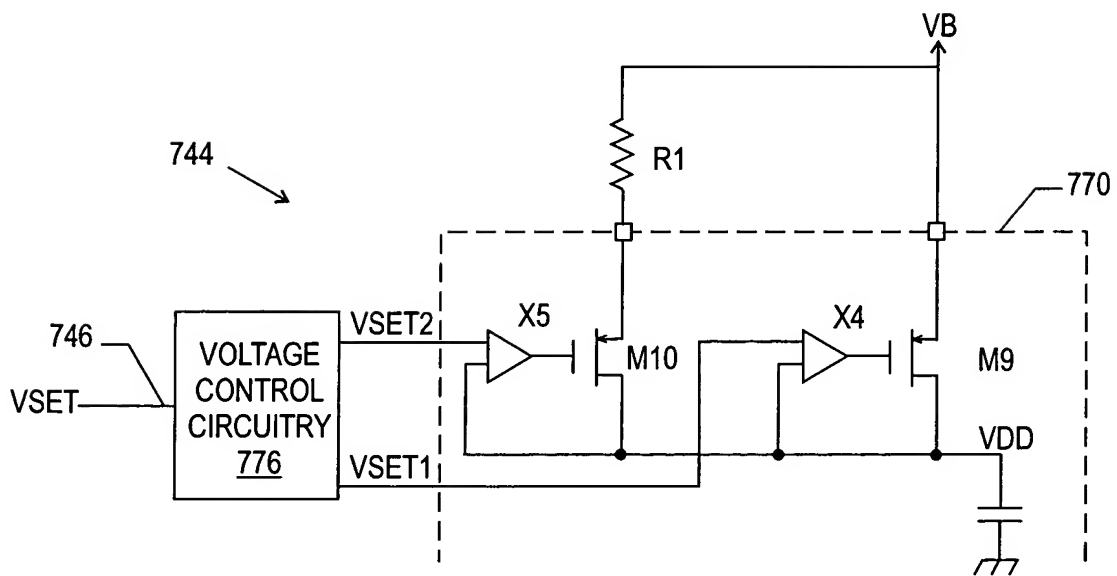 VB
R1
744
770
X5
X4
VSET2
746
VOLTAGE
CONTROL
CIRCUITRY
776
M10
M9
VSET
VDD
VSET1